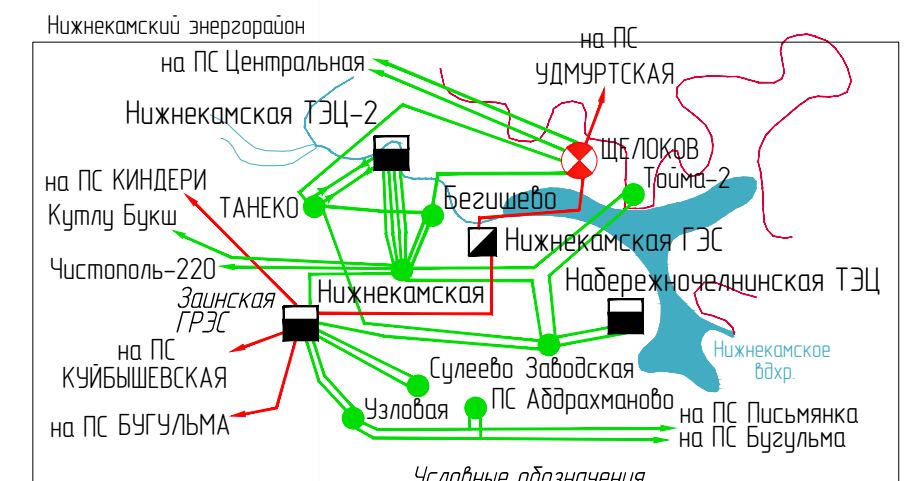 Нижнекамский энергорайон
на ПС
УДМУРТСКАЯ
на ПС Центральная
Нижнекамская ТЭЦ-2
ЩЕЛОКОВ
Тойма-2
на ПС КИНДЕРИ
Кутлу Букш
ТАНЕКО
Бегишево
Нижнекамская ГЭС
Чистополь-220
Набережночелнинская ТЭЦ
Заинская
ГРЭС
Нижнекамская
на ПС
КУЙБЫШЕВСКАЯ
Нижнекамское
вдхр.
Сулеево
Заводская
Узловая
ПС Абдрахманово
на ПС БУГУЛЬМА
на ПС Письмянка
на ПС Бугульма
Условные обозначения